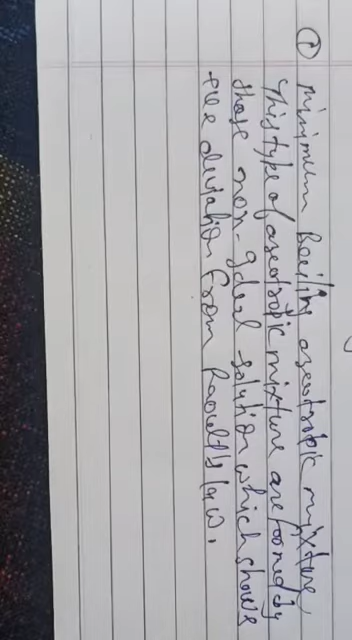 ① minimum Boiling azeotropic mixture
This type of azeotropic mixture are formed by
those non-ideal solution which shows
+ive deviation from Raoult's law.